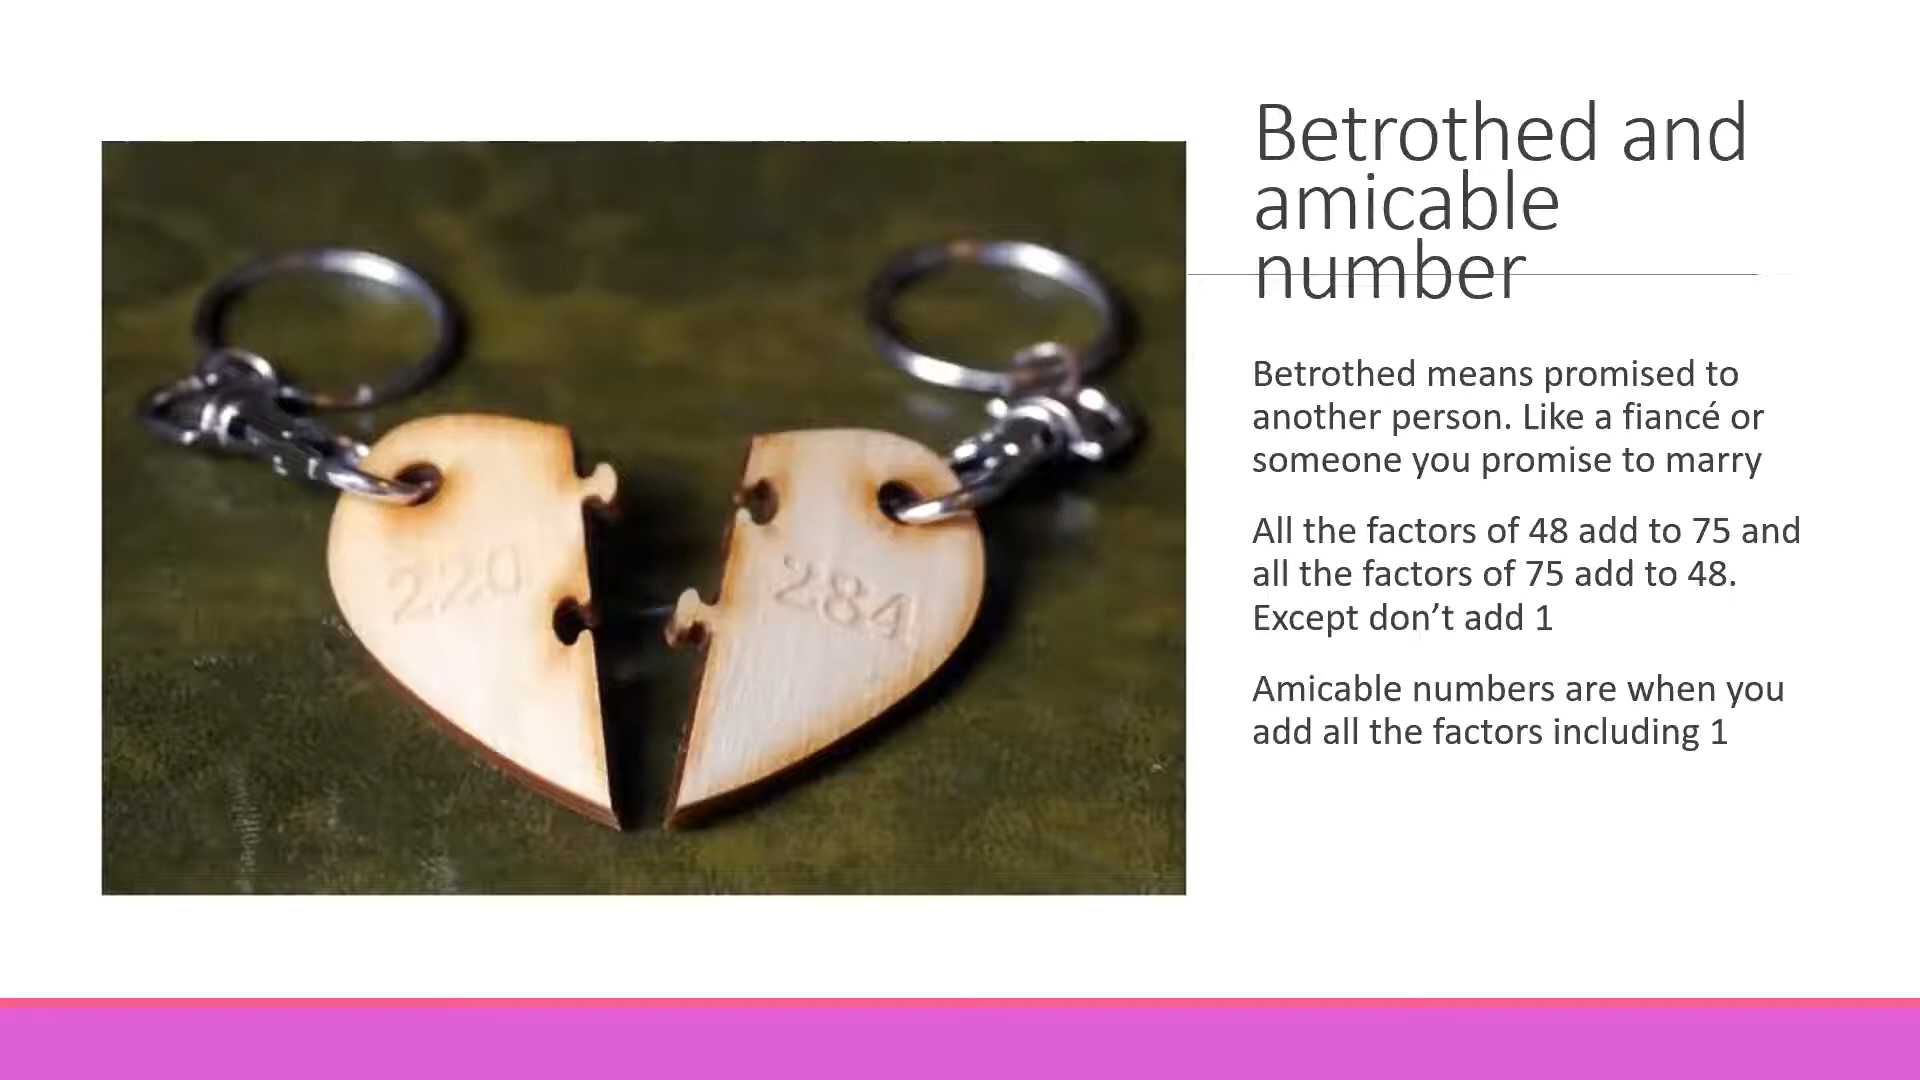 Betrothed and
amicable
number
220
284
Betrothed means promised to
another person. Like a fiancé or
someone you promise to marry
All the factors of 48 add to 75 and
all the factors of 75 add to 48.
Except don’t add 1
Amicable numbers are when you
add all the factors including 1